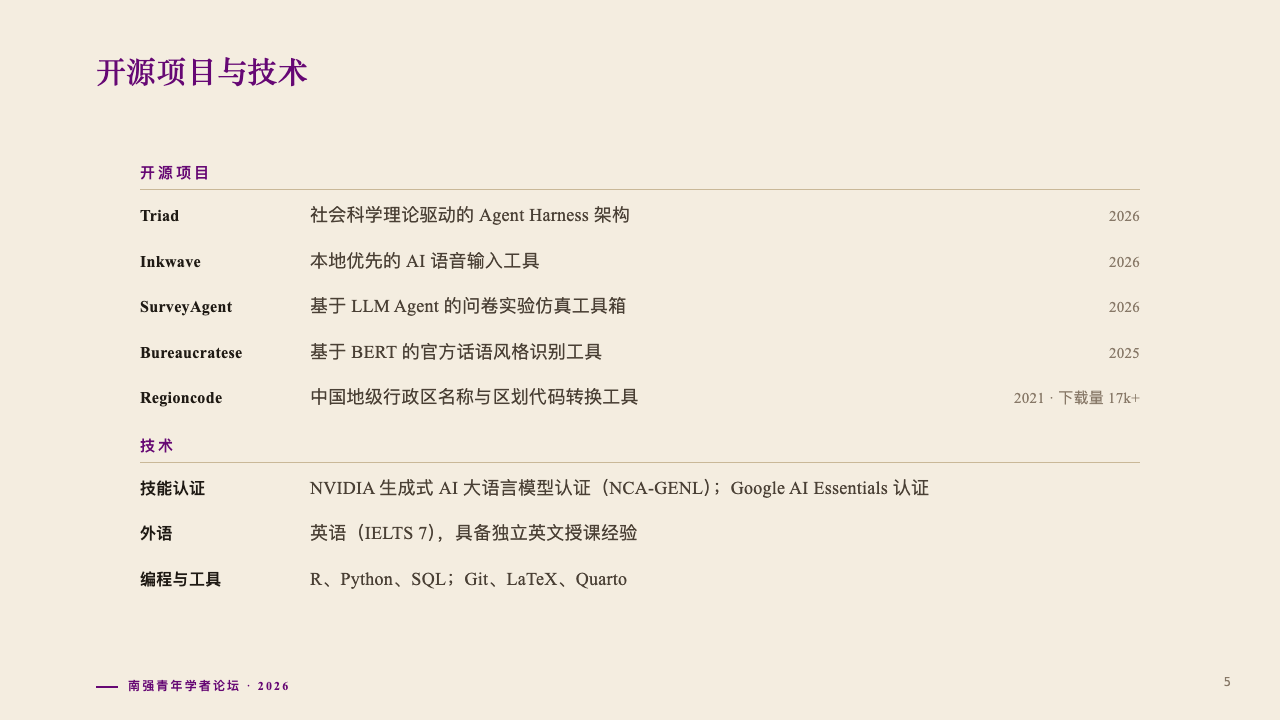 开源项目与技术
开源项目
Triad 社会科学理论驱动的 Agent Harness 架构 2026
Inkwave 本地优先的 AI 语音输入工具 2026
SurveyAgent 基于 LLM Agent 的问卷实验仿真工具箱 2026
Bureaucratese 基于 BERT 的官方话语风格识别工具 2025
Regioncode 中国地级行政区名称与区划代码转换工具 2021 · 下载量 17k+
技术
技能认证 NVIDIA 生成式 AI 大语言模型认证（NCA-GENL）；Google AI Essentials 认证
外语 英语（IELTS 7），具备独立英文授课经验
编程与工具 R、Python、SQL；Git、LaTeX、Quarto
南强青年学者论坛 · 2026
5